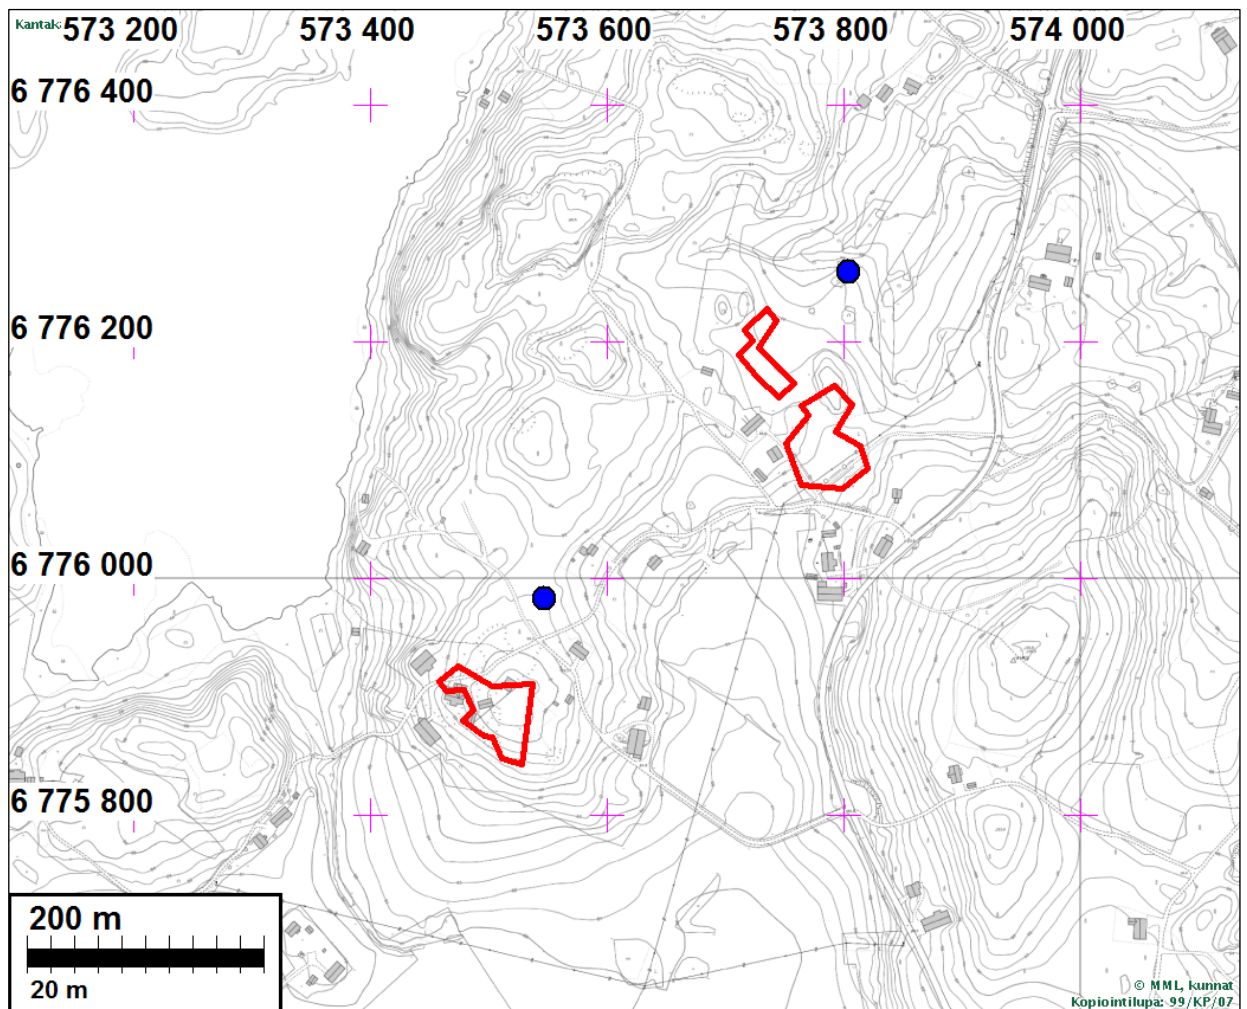 Kantak:
573 200 573 400 573 600 573 800 574 000
6 776 400
6 776 200
6 776 000
6 775 800
200 m
20 m
© MML, kunnat
Kopiointilupa: 99/KP/07